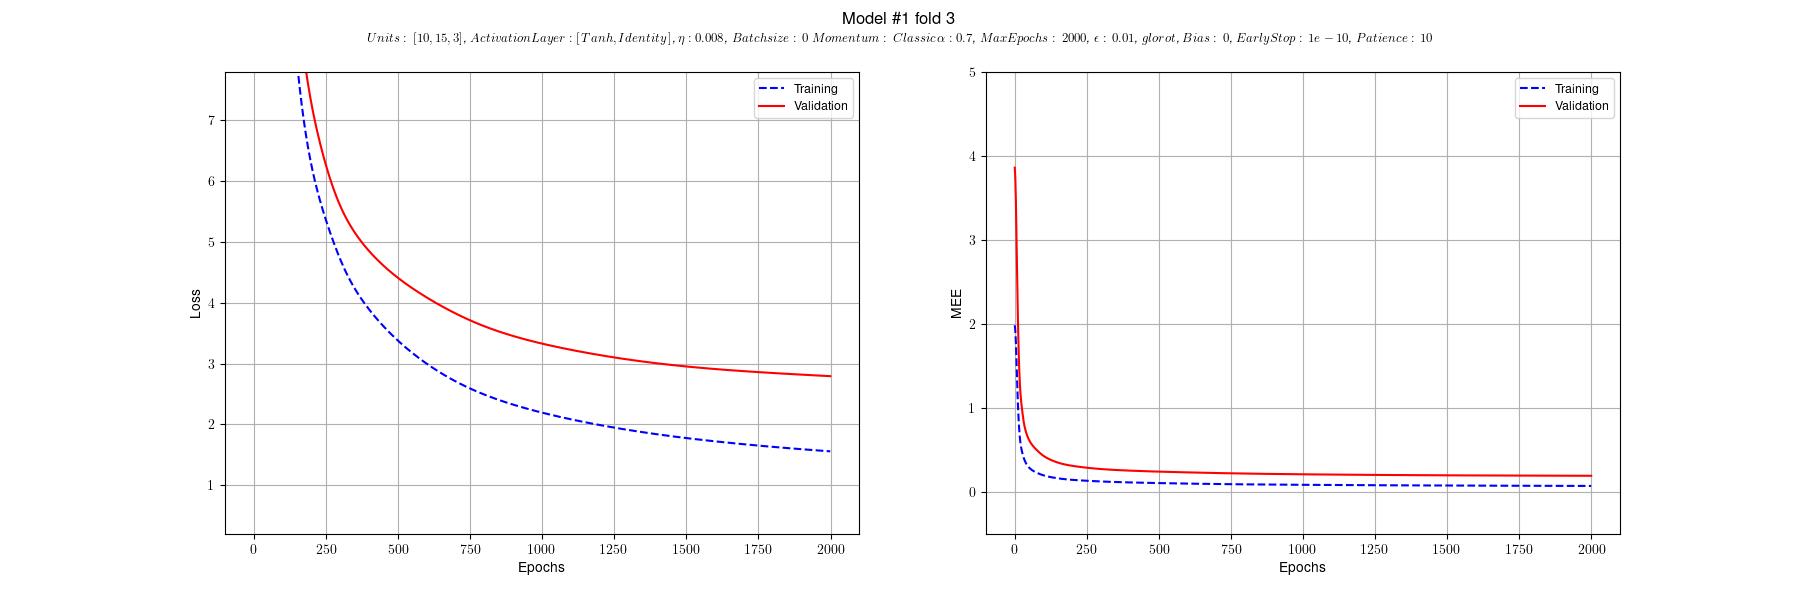 Model #1 fold 3
Units : [10, 15, 3], ActivationLayer : [Tanh, Identity], η : 0.008, Batchsize : 0 Momentum : Classicα : 0.7, MaxEpochs : 2000, ϵ : 0.01, glorot, Bias : 0, EarlyStop : 1e − 10, Patience : 10
Training
Validation
7
6
5
4
3
2
1
Loss
0 250 500 750 1000 1250 1500 1750 2000
Epochs
Training
Validation
5
4
3
2
1
0
MEE
0 250 500 750 1000 1250 1500 1750 2000
Epochs